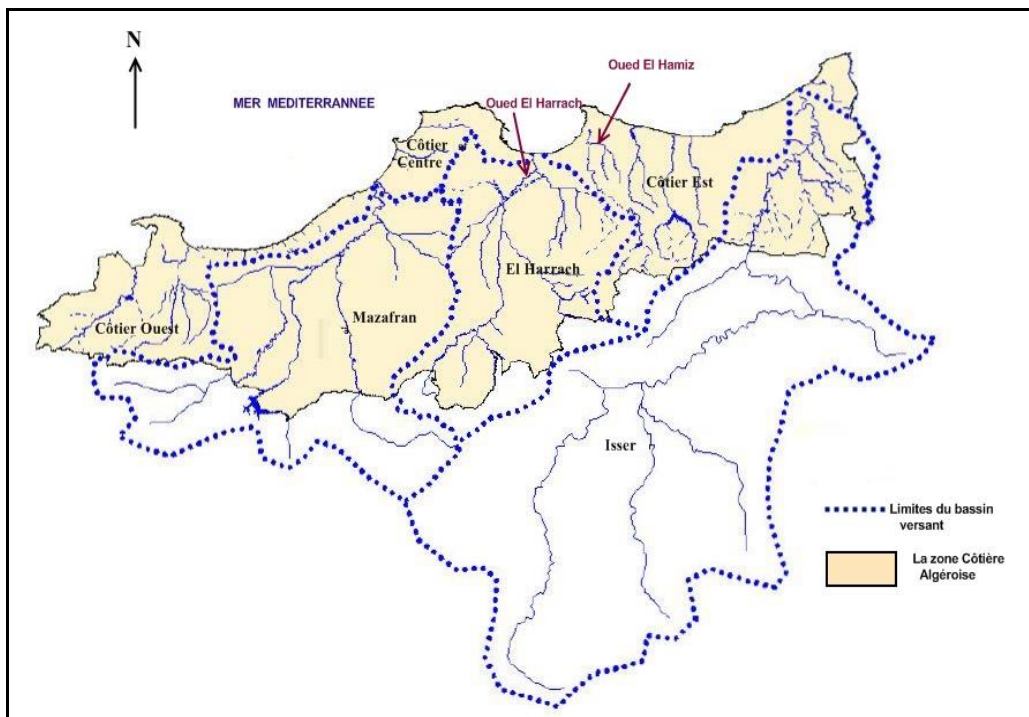 N
Oued El Hamiz
MER MEDITERRANNEE
Oued El Harrach
Côtier
Centre
Côtier Est
El Harrach
Mazafran
Côtier Ouest
Isser
Limites du bassin
versant
La zone Côtière
Algéroise